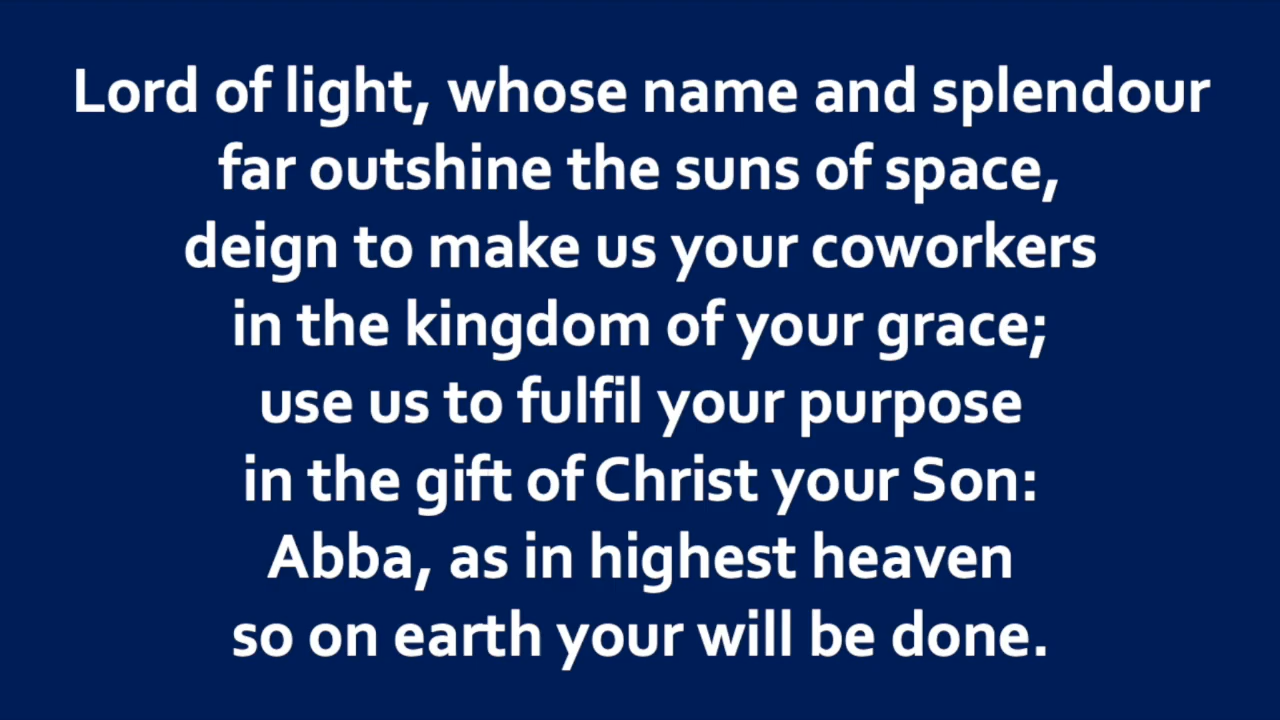 Lord of light, whose name and splendour
far outshine the suns of space,
deign to make us your coworkers
in the kingdom of your grace;
use us to fulfil your purpose
in the gift of Christ your Son:
Abba, as in highest heaven
so on earth your will be done.